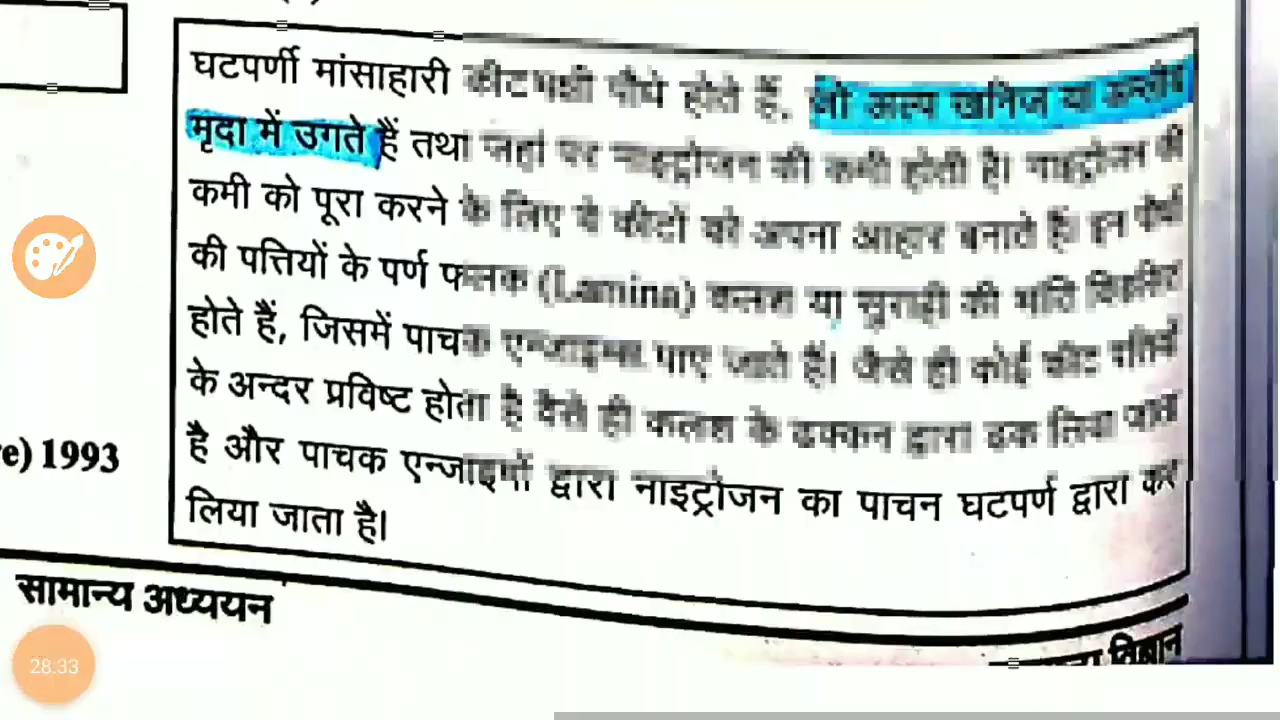 घटपर्णी मांसाहारी कीटभक्षी पौधे होते हैं, जो अल्प खनिज या अम्लीय
मृदा में उगते हैं तथा जहां पर नाइट्रोजन की कमी होती है। नाइट्रोजन की
कमी को पूरा करने के लिए ये कीटों को अपना आहार बनाते हैं। इन पौधों
की पत्तियों के पर्ण फलक (Lamina) कलश या सुराही की भांति विकसित
होते हैं, जिसमें पाचक एन्जाइम्स पाए जाते हैं। जैसे ही कोई कीट पत्तियों
के अन्दर प्रविष्ट होता है वैसे ही कलश के ढक्कन द्वारा ढक लिया जाता
e) 1993
है और पाचक एन्जाइमों द्वारा नाइट्रोजन का पाचन घटपर्ण द्वारा कर
लिया जाता है।
सामान्य अध्ययन
विज्ञान
28:33